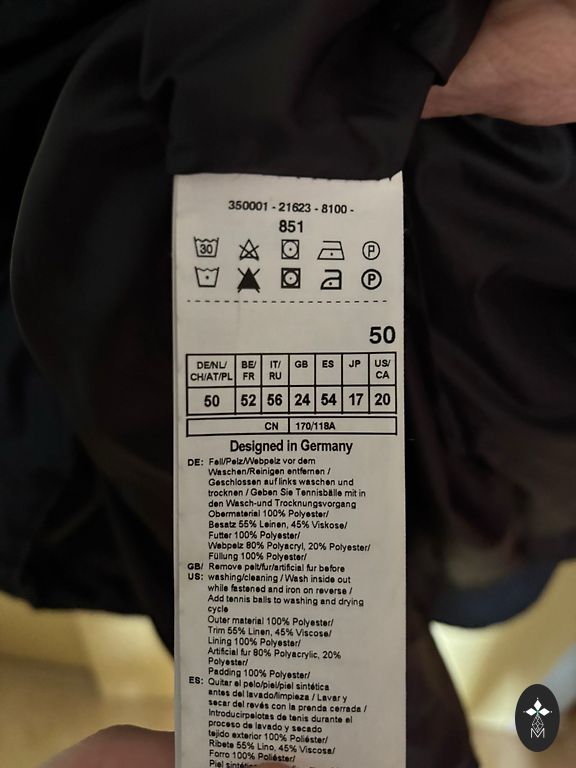 350001 - 21623 - 8100 -
851
30
P
P
50
DE/NL/ CH/AT/PL BE/ FR IT/ RU GB ES JP US/ CA
50 52 56 24 54 17 20
CN 170/118A
Designed in Germany
DE: Fell/Pelz/Webpelz vor dem
Waschen/Reinigen entfernen /
Geschlossen auf links waschen und
trocknen / Geben Sie Tennisbälle mit in
den Wasch-und Trocknungsvorgang
Obermaterial 100% Polyester/
Besatz 55% Leinen, 45% Viskose/
Futter 100% Polyester/
Webpelz 80% Polyacryl, 20% Polyester/
Füllung 100% Polyester/
GB/ Remove pelt/fur/artificial fur before
US: washing/cleaning / Wash inside out
while fastened and iron on reverse /
Add tennis balls to washing and drying
cycle
Outer material 100% Polyester/
Trim 55% Linen, 45% Viscose/
Lining 100% Polyester/
Artificial fur 80% Polyacrylic, 20%
Polyester/
Padding 100% Polyester/
ES: Quitar el pelo/piel/piel sintética
antes del lavado/limpieza / Lavar y
secar del revés con la prenda cerrada /
Introducirpelotas de tenis durante el
proceso de lavado y secado
tejido exterior 100% Poliéster/
Ribete 55% Lino, 45% Viscosa/
Forro 100% Poliéster/
Piel
M